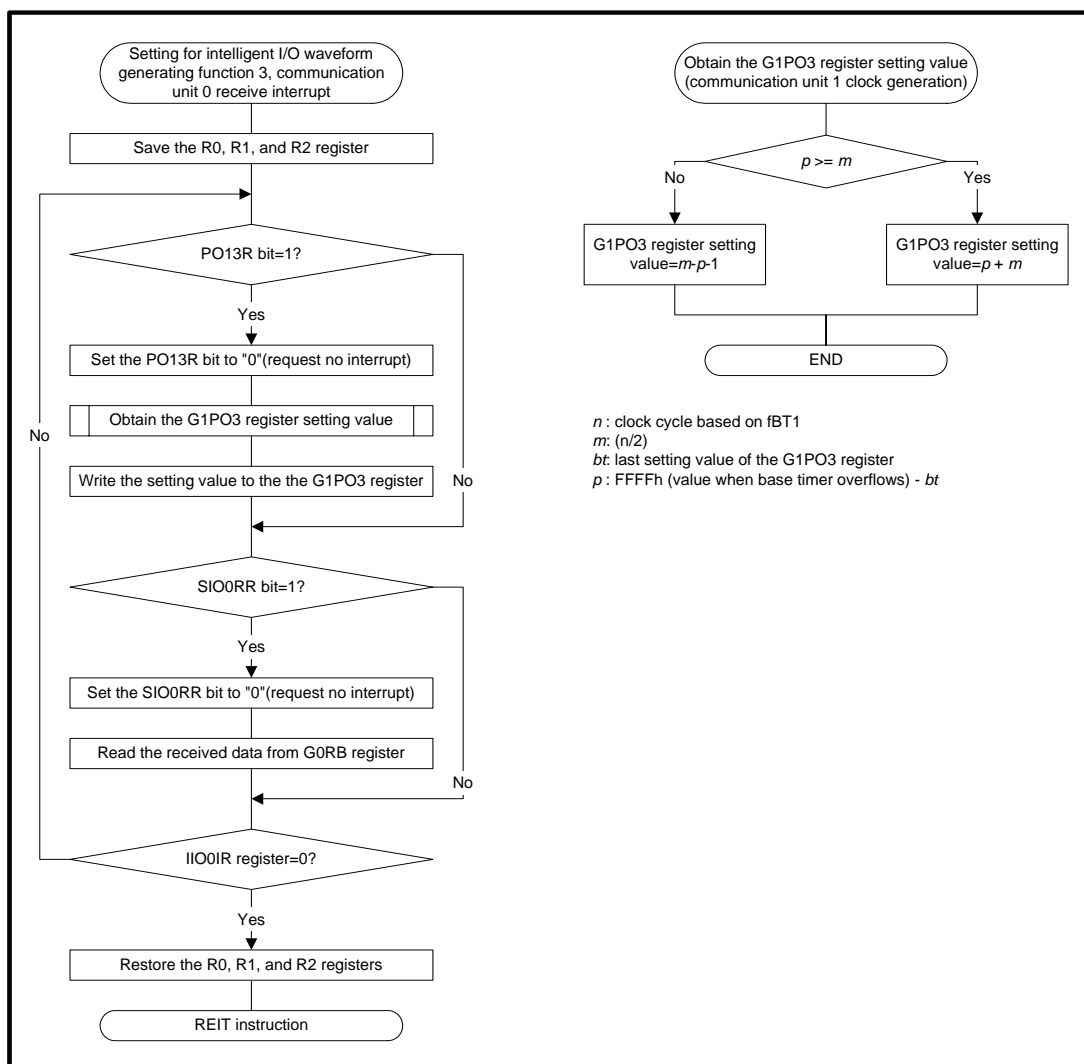 Setting for intelligent I/O waveform
generating function 3, communication
unit 0 receive interrupt
Save the R0, R1, and R2 register
PO13R bit=1?
Yes
No
Set the PO13R bit to "0"(request no interrupt)
Obtain the G1PO3 register setting value
No
Write the setting value to the the G1PO3 register
SIO0RR bit=1?
Yes
Set the SIO0RR bit to "0"(request no interrupt)
Read the received data from G0RB register
No
IIO0IR register=0?
Yes
Restore the R0, R1, and R2 registers
REIT instruction
Obtain the G1PO3 register setting value
(communication unit 1 clock generation)
p >= m
No
Yes
G1PO3 register setting
value=m-p-1
G1PO3 register setting
value=p + m
END
n : clock cycle based on fBT1
m: (n/2)
bt: last setting value of the G1PO3 register
p : FFFFh (value when base timer overflows) - bt